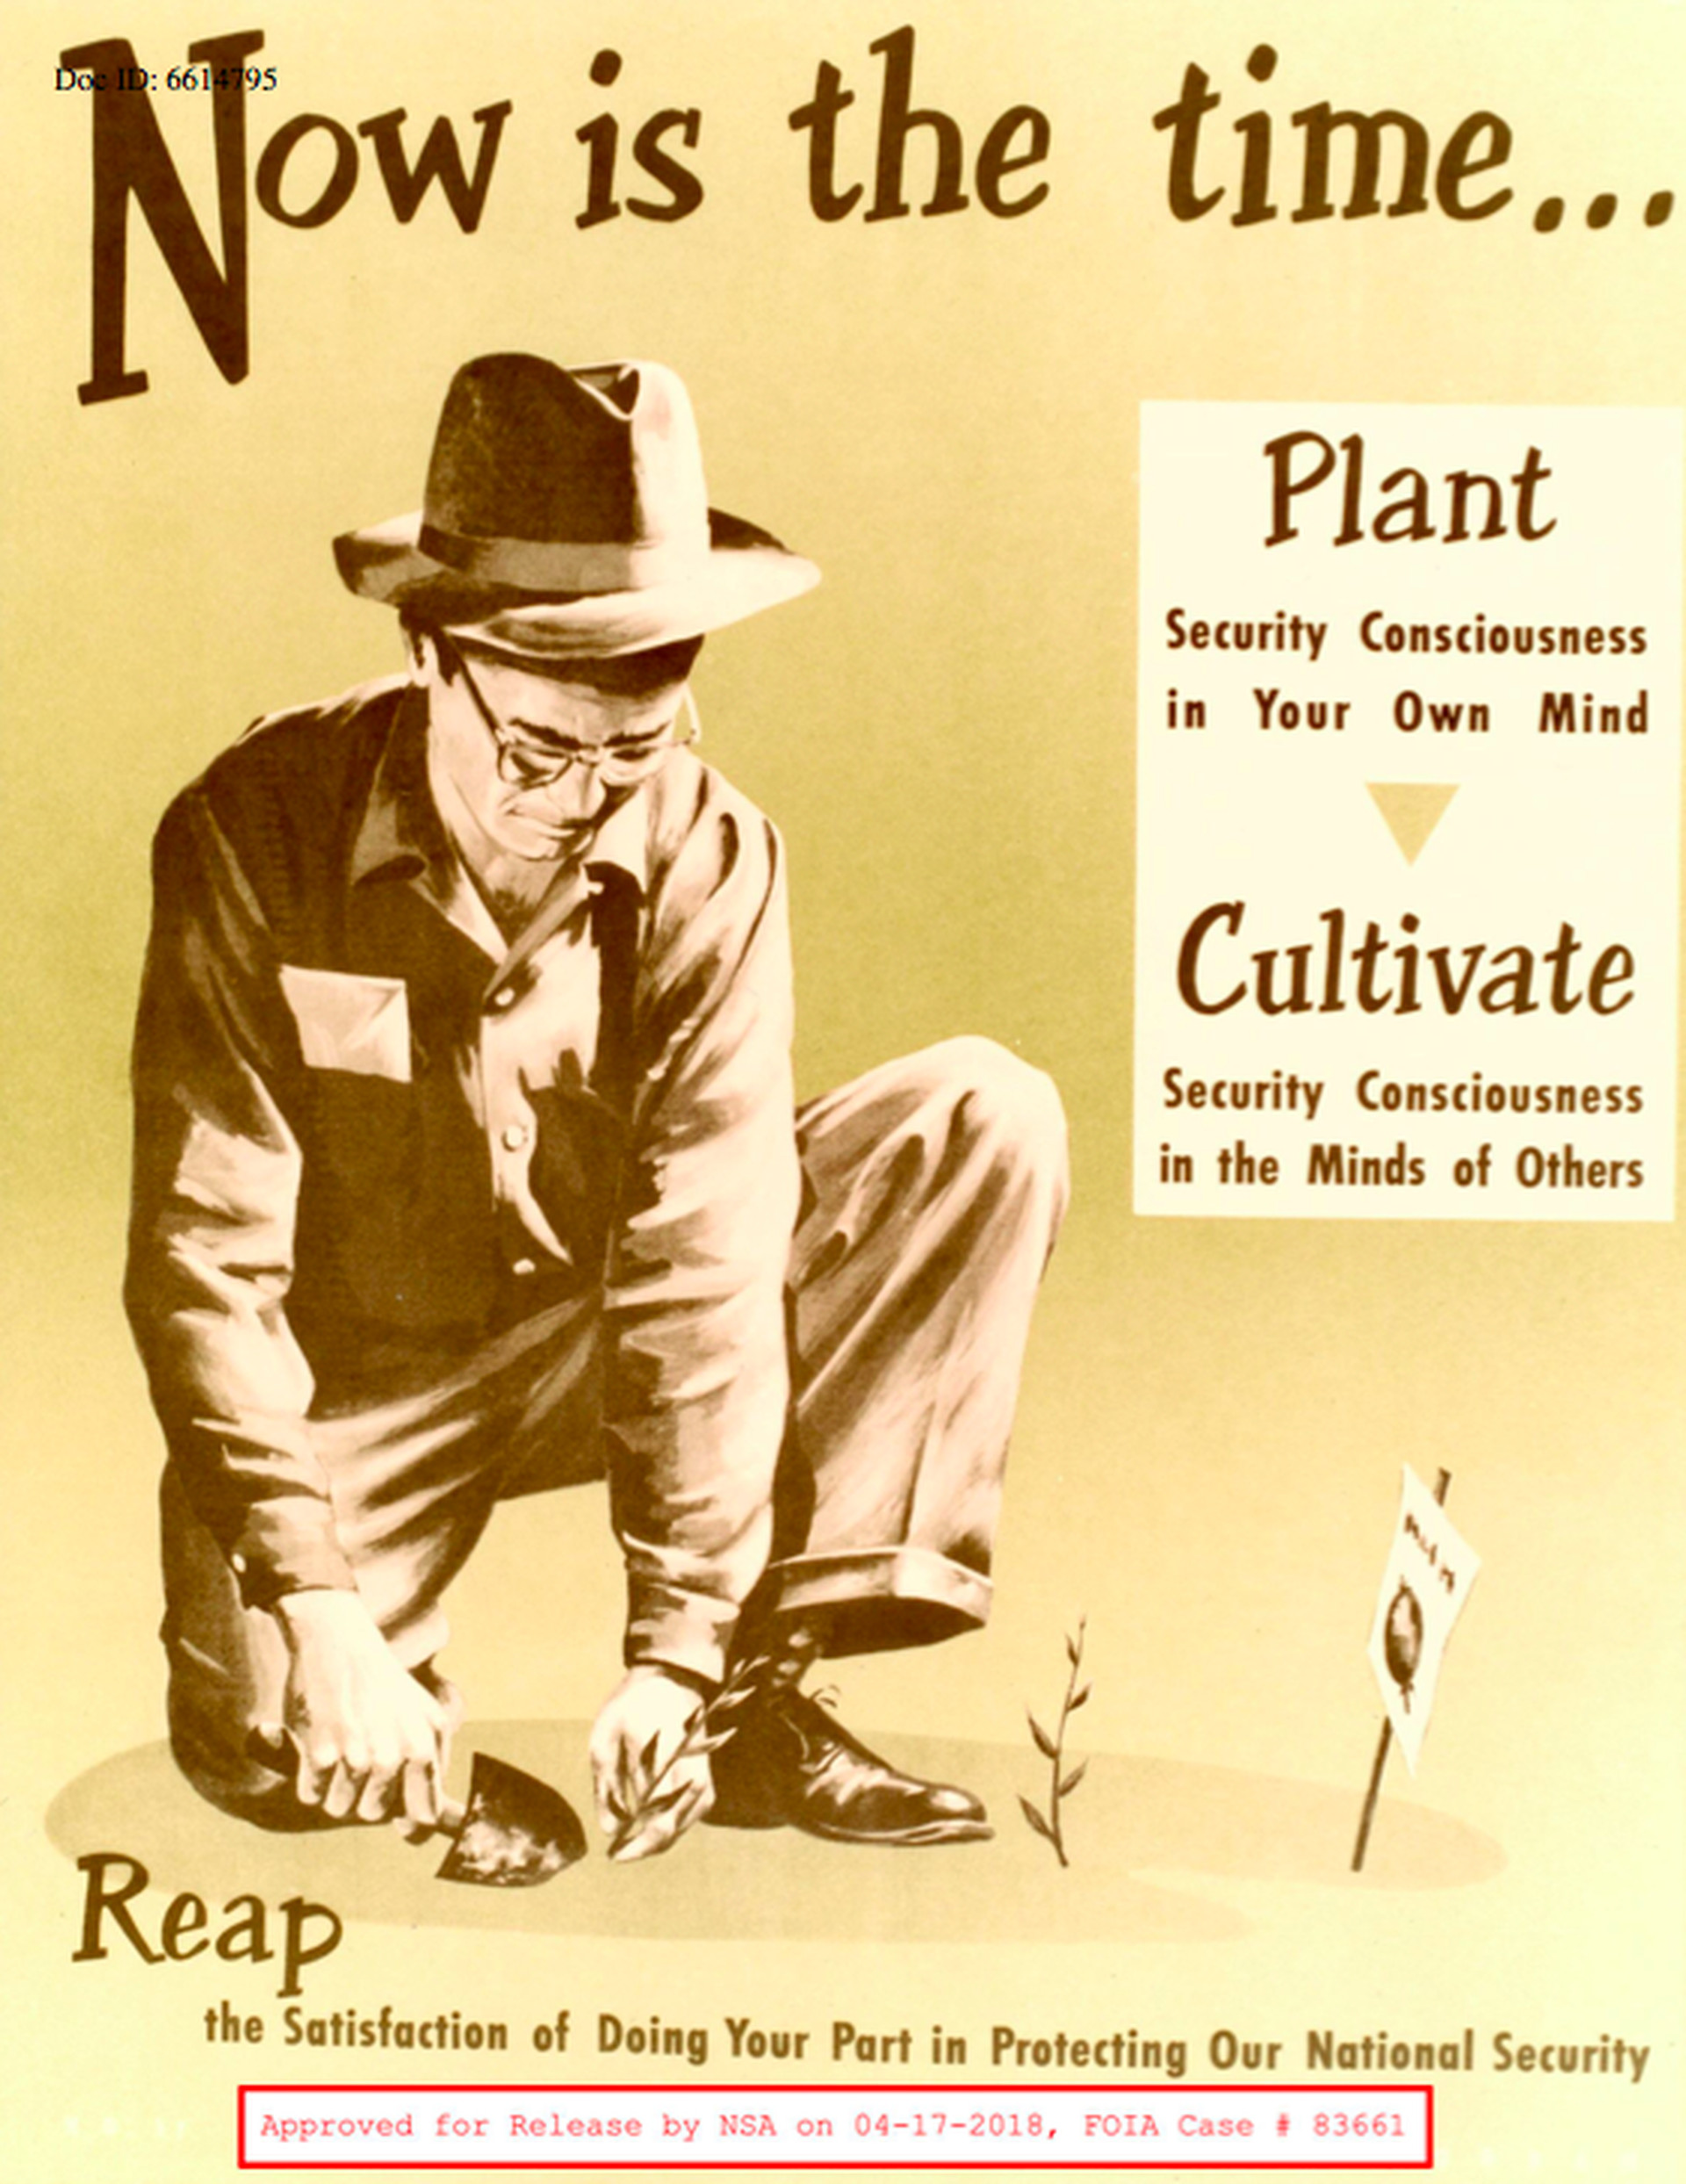 Doc ID: 6614795
Now is the time...
Plant
Security Consciousness
in Your Own Mind
Cultivate
Security Consciousness
in the Minds of Others
Reap
the Satisfaction of Doing Your Part in Protecting Our National Security
Approved for Release by NSA on 04-17-2018, FOIA Case # 83661